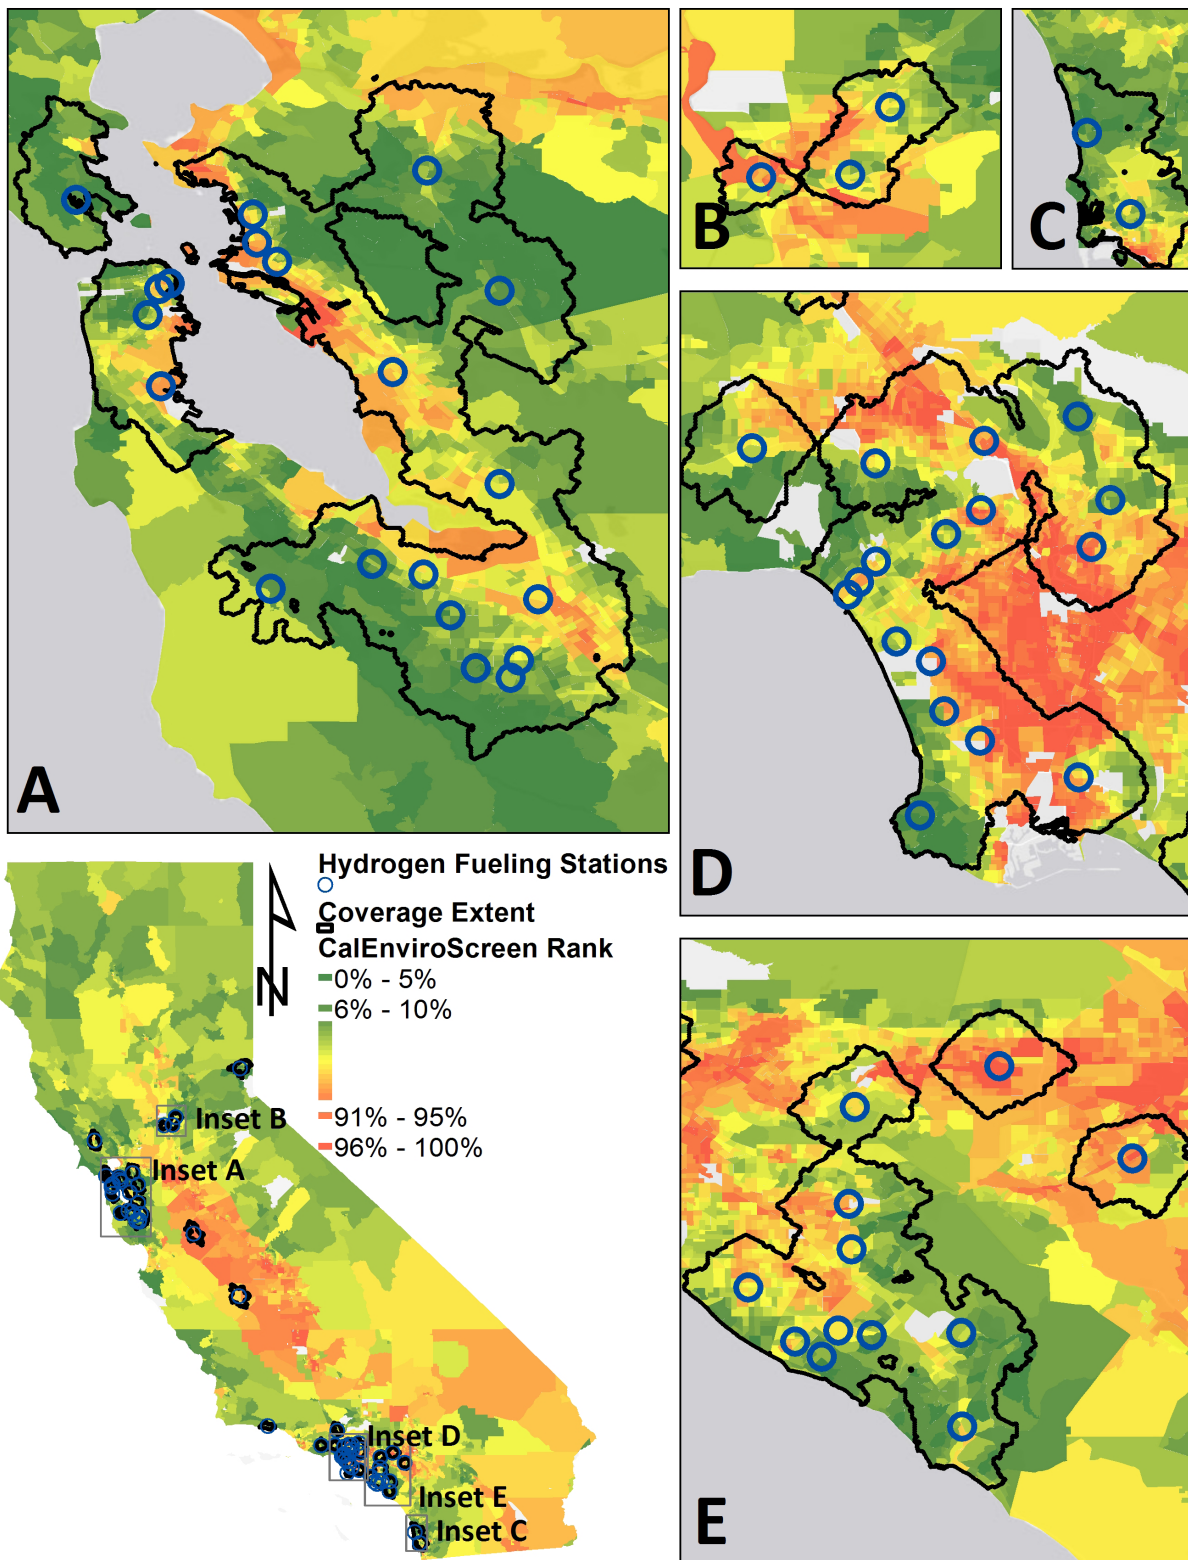 A
B
C
D
E
Hydrogen Fueling Stations
Coverage Extent
CalEnviroScreen Rank
0% - 5%
6% - 10%
91% - 95%
96% - 100%
N
Inset B
Inset A
Inset D
Inset E
Inset C